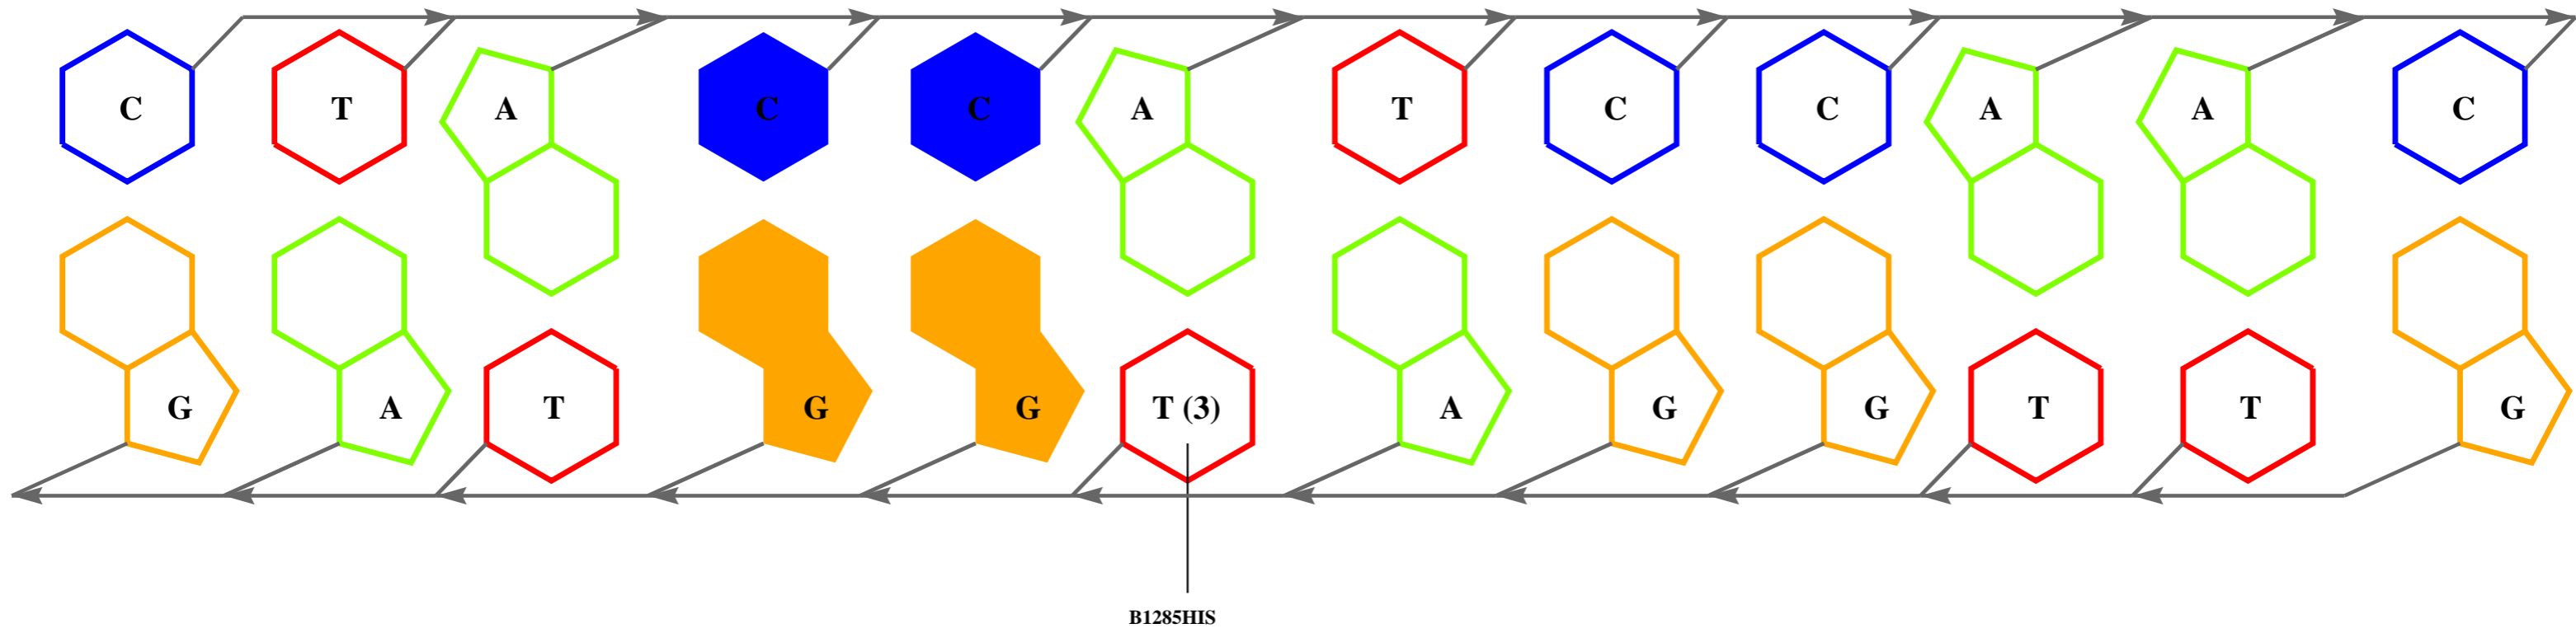 C T A C C A T C C A A C
G A T G G T (3) A G G T T G
B1285HIS